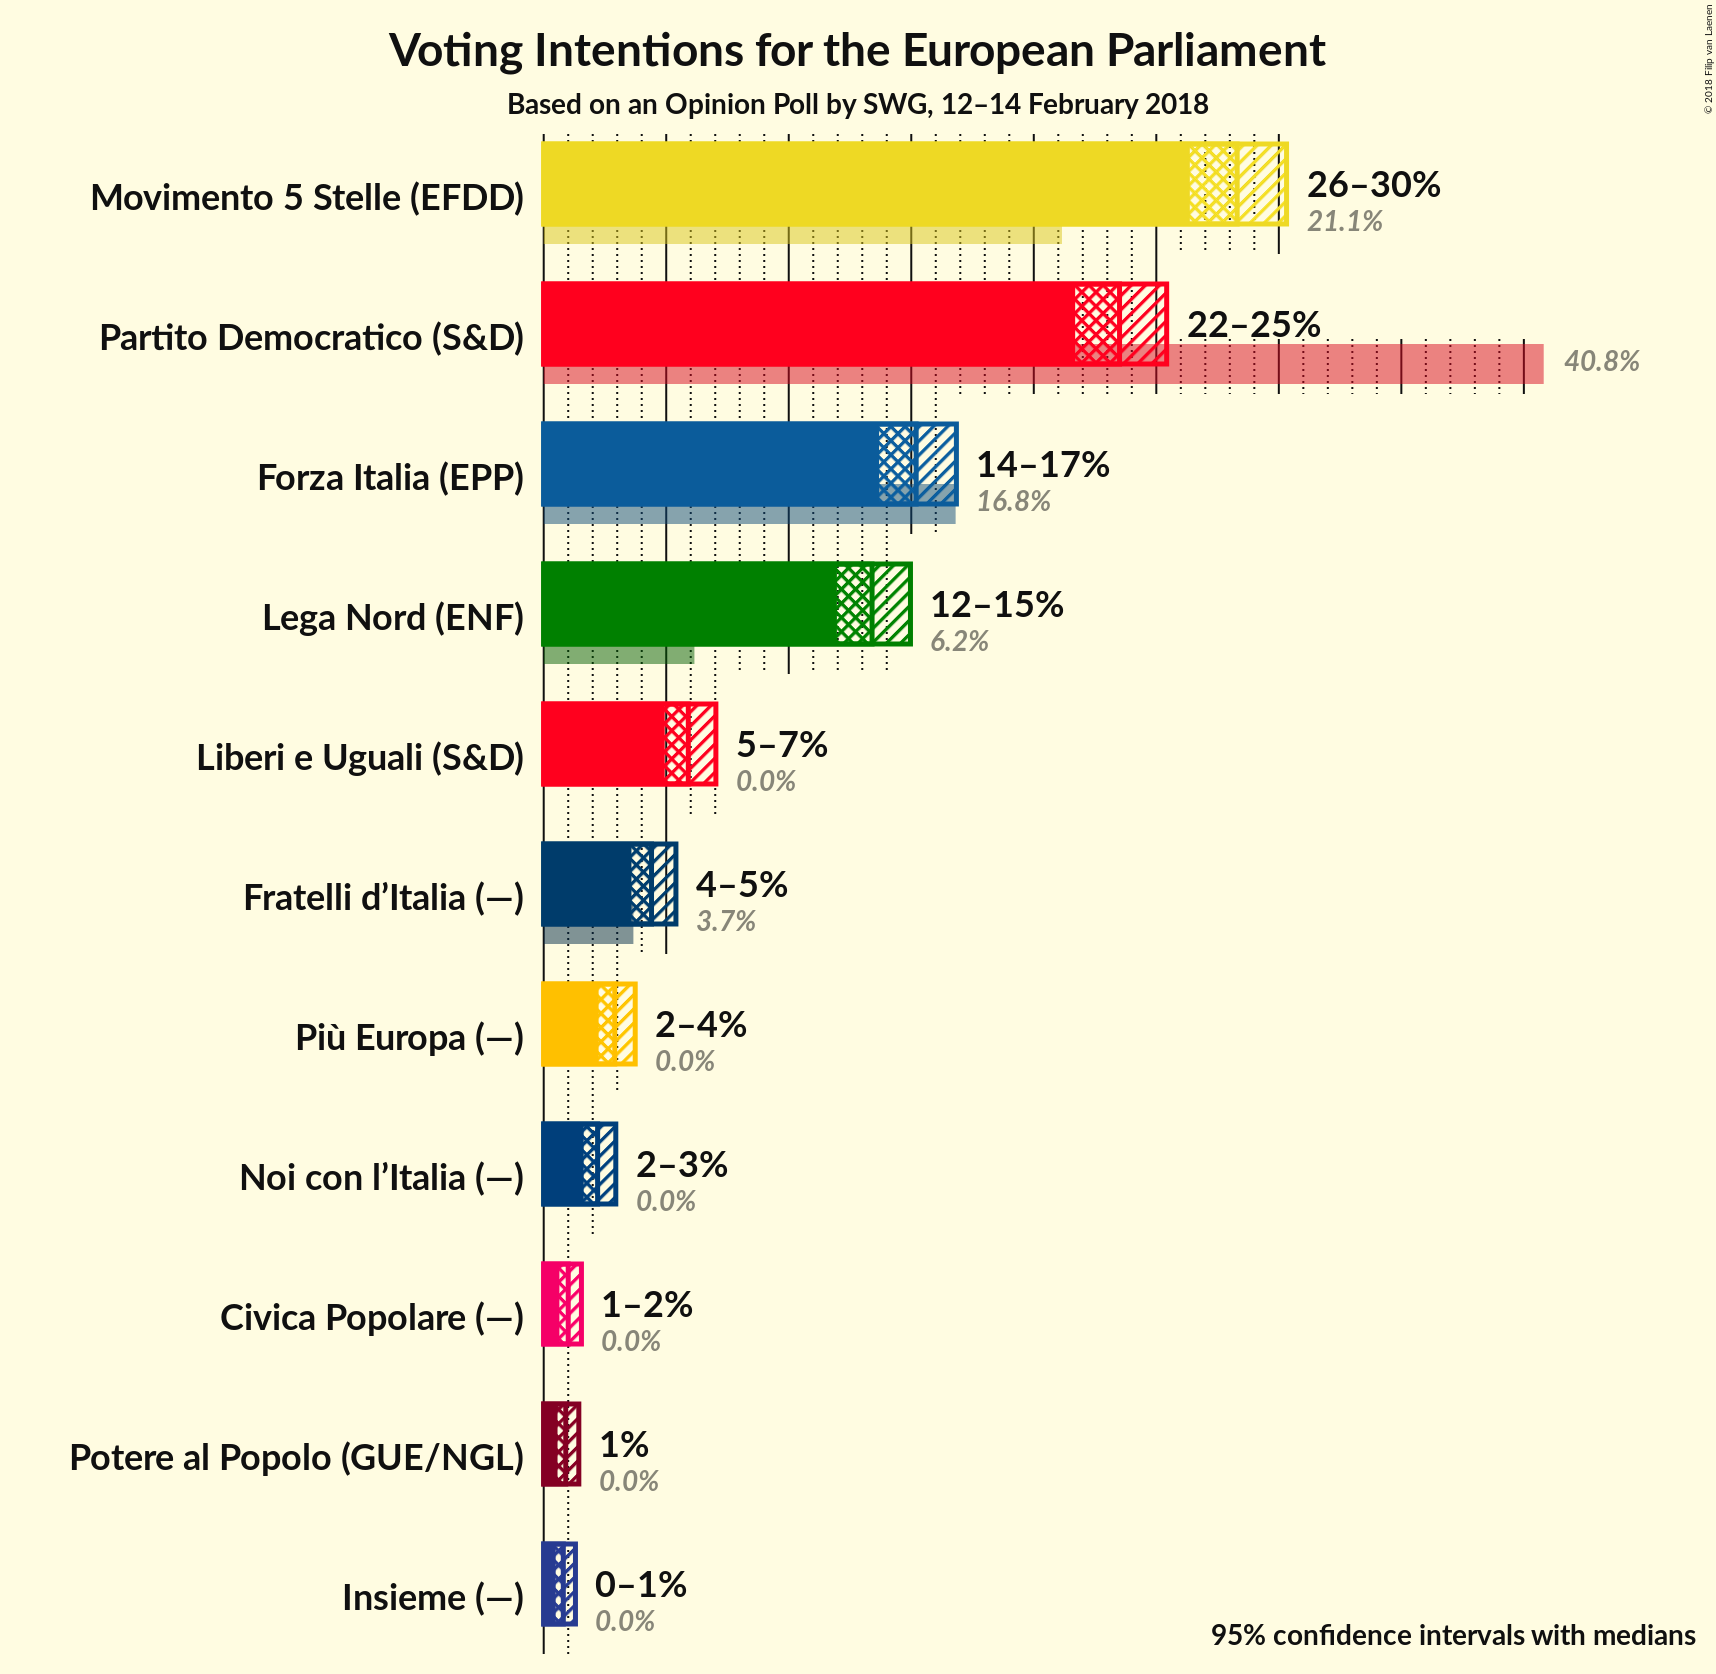 Voting Intentions for the European Parliament
Based on an Opinion Poll by SWG, 12–14 February 2018
© 2018 Filip van Laenen
Movimento 5 Stelle (EFDD)
26–30%
21.1%
Partito Democratico (S&D)
22–25%
40.8%
Forza Italia (EPP)
14–17%
16.8%
Lega Nord (ENF)
12–15%
6.2%
Liberi e Uguali (S&D)
5–7%
0.0%
Fratelli d’Italia (—)
4–5%
3.7%
Più Europa (—)
2–4%
0.0%
Noi con l’Italia (—)
2–3%
0.0%
Civica Popolare (—)
1–2%
0.0%
Potere al Popolo (GUE/NGL)
1%
0.0%
Insieme (—)
0–1%
0.0%
95% confidence intervals with medians